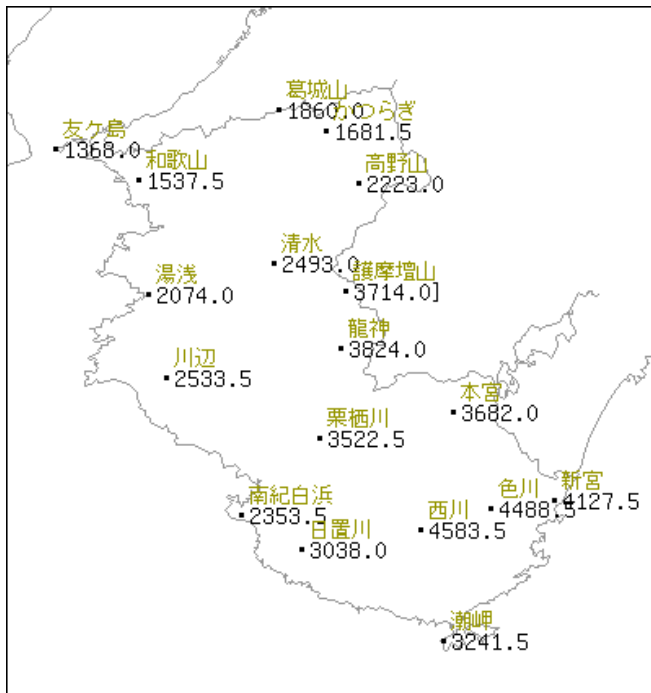 葛城山
1860.0
かつらぎ
1681.5
友ケ島
1368.0
和歌山
1537.5
高野山
2223.0
清水
2493.0
護摩壇山
3714.0]
湯浅
2074.0
龍神
3824.0
川辺
2533.5
本宮
3682.0
栗栖川
3522.5
新宮
4127.5
色川
4488.5
南紀白浜
2353.5
西川
4583.5
日置川
3038.0
潮岬
3241.5